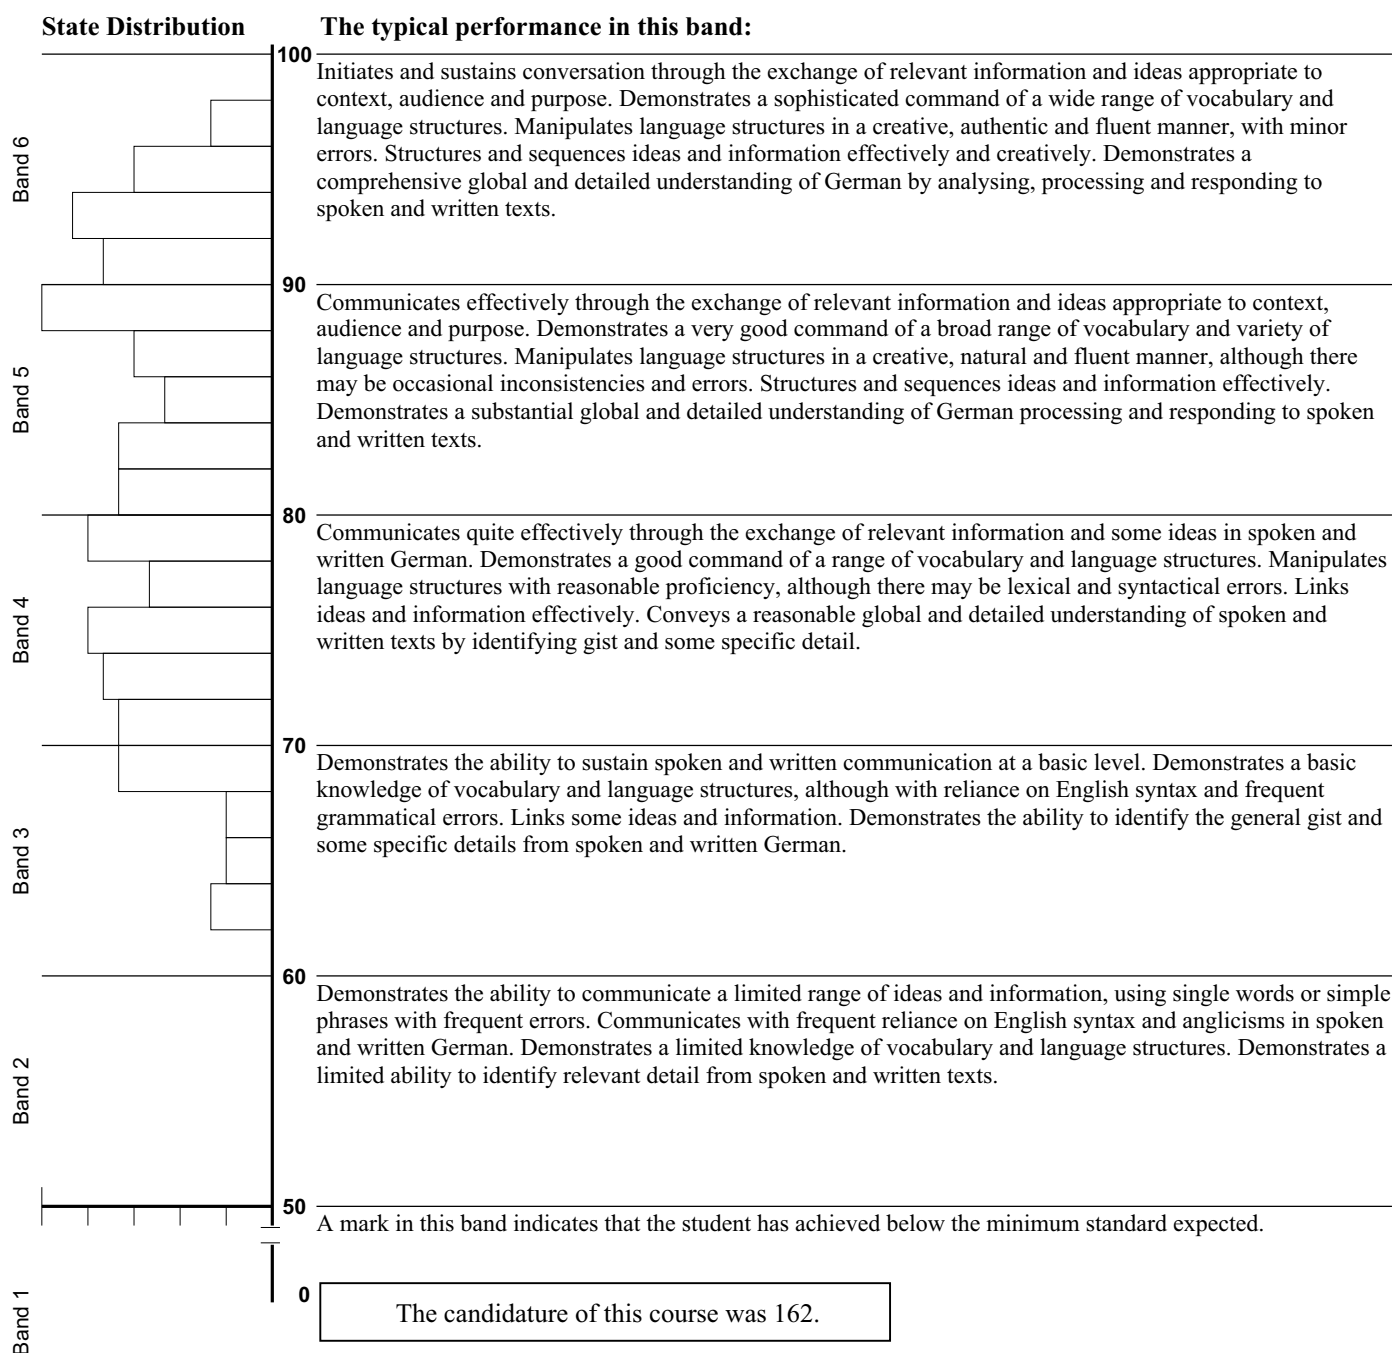 State Distribution
The typical performance in this band:
100
Initiates and sustains conversation through the exchange of relevant information and ideas appropriate to
context, audience and purpose. Demonstrates a sophisticated command of a wide range of vocabulary and
language structures. Manipulates language structures in a creative, authentic and fluent manner, with minor
errors. Structures and sequences ideas and information effectively and creatively. Demonstrates a
comprehensive global and detailed understanding of German by analysing, processing and responding to
spoken and written texts.
Band 6
90
Communicates effectively through the exchange of relevant information and ideas appropriate to context,
audience and purpose. Demonstrates a very good command of a broad range of vocabulary and variety of
language structures. Manipulates language structures in a creative, natural and fluent manner, although there
may be occasional inconsistencies and errors. Structures and sequences ideas and information effectively.
Demonstrates a substantial global and detailed understanding of German processing and responding to spoken
and written texts.
Band 5
80
Communicates quite effectively through the exchange of relevant information and some ideas in spoken and
written German. Demonstrates a good command of a range of vocabulary and language structures. Manipulates
language structures with reasonable proficiency, although there may be lexical and syntactical errors. Links
ideas and information effectively. Conveys a reasonable global and detailed understanding of spoken and
written texts by identifying gist and some specific detail.
Band 4
70
Demonstrates the ability to sustain spoken and written communication at a basic level. Demonstrates a basic
knowledge of vocabulary and language structures, although with reliance on English syntax and frequent
grammatical errors. Links some ideas and information. Demonstrates the ability to identify the general gist and
some specific details from spoken and written German.
Band 3
60
Demonstrates the ability to communicate a limited range of ideas and information, using single words or simple
phrases with frequent errors. Communicates with frequent reliance on English syntax and anglicisms in spoken
and written German. Demonstrates a limited knowledge of vocabulary and language structures. Demonstrates a
limited ability to identify relevant detail from spoken and written texts.
Band 2
50
A mark in this band indicates that the student has achieved below the minimum standard expected.
0
Band 1
The candidature of this course was 162.